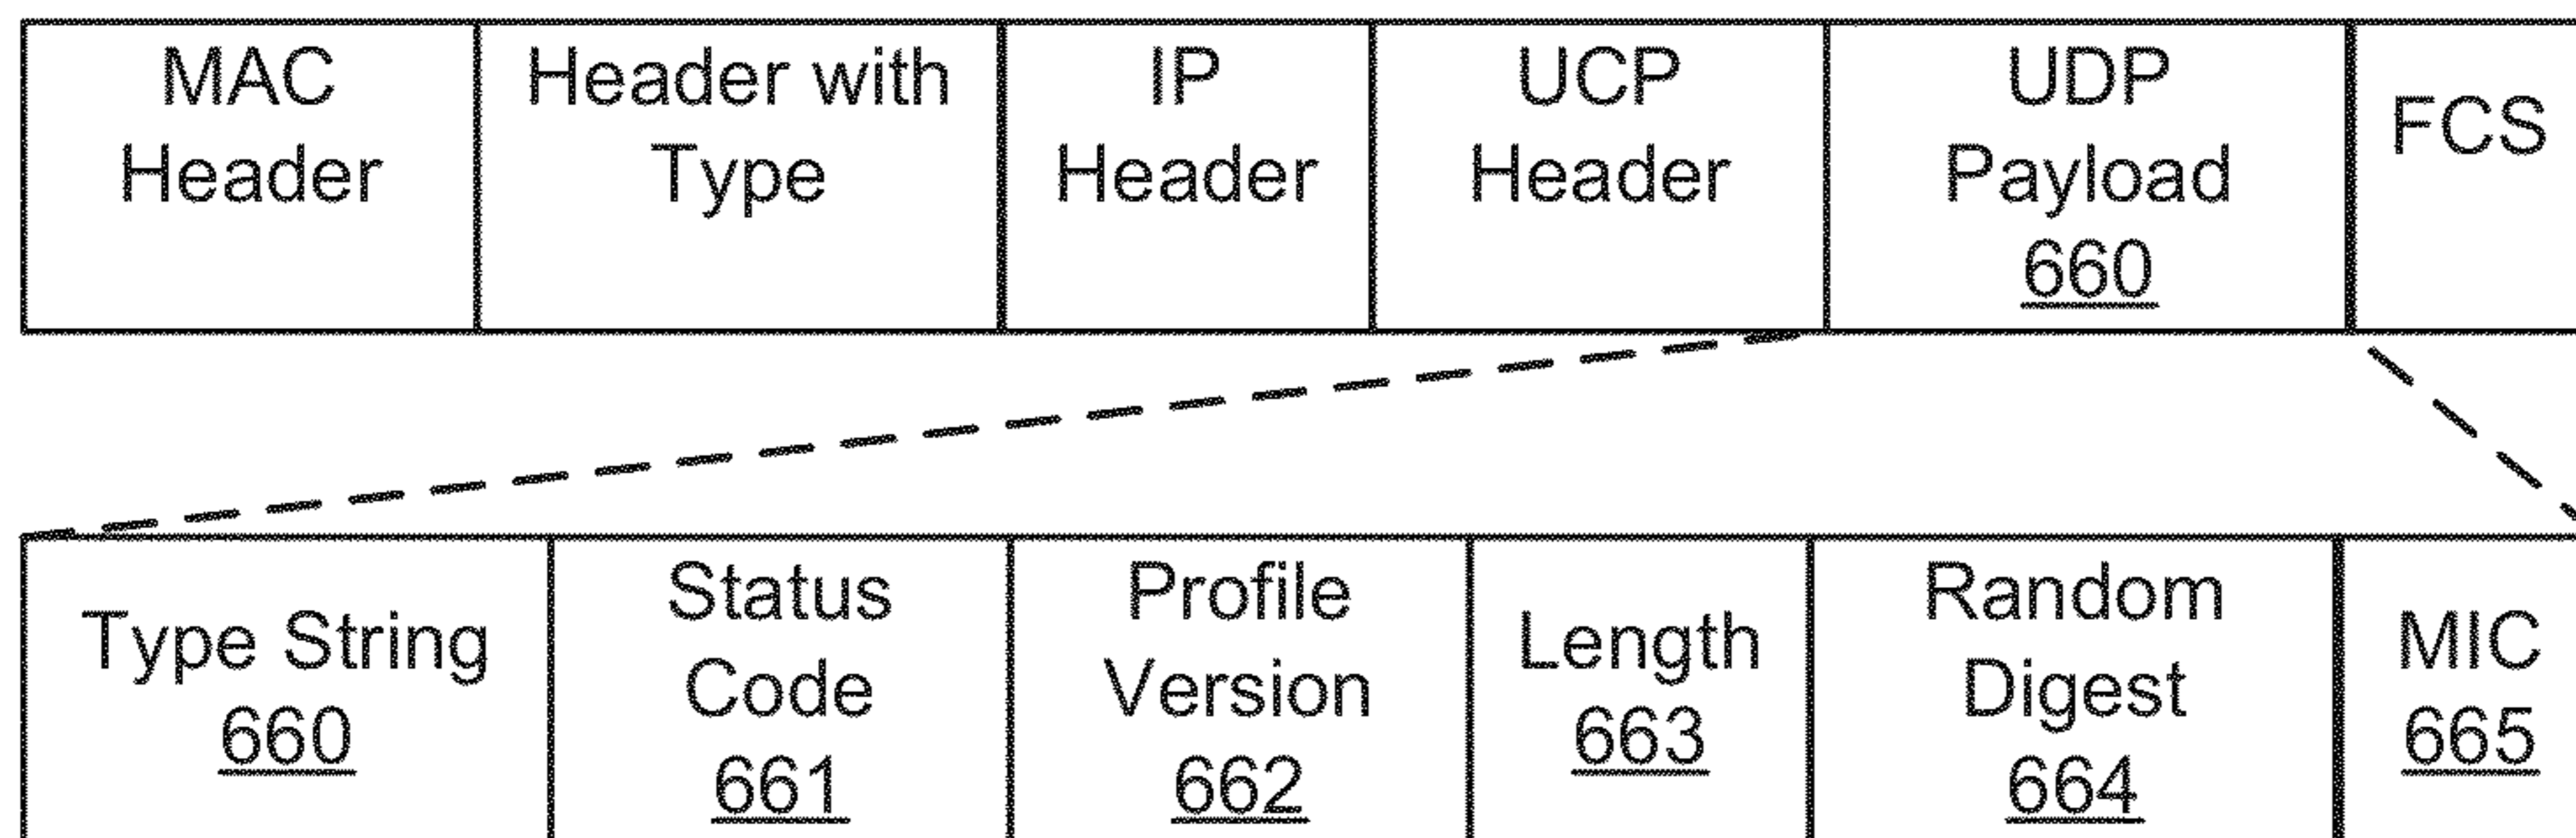 MAC
Header
Header with
Type
IP
Header
UCP
Header
UDP
Payload
660
FCS
Type String
660
Status
Code
661
Profile
Version
662
Length
663
Random
Digest
664
MIC
665